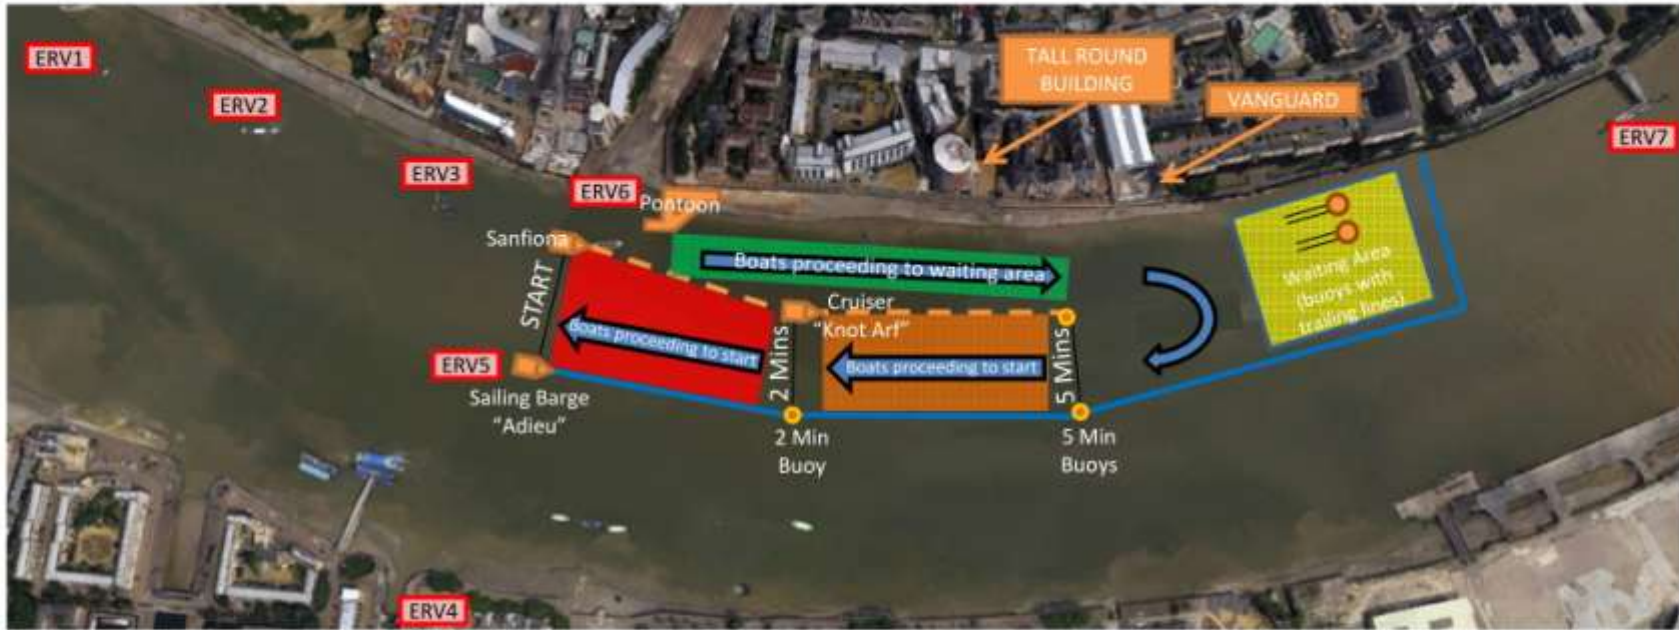 ERV1
ERV2
ERV3
ERV6
Pontoon
Sanfiona
START
ERV5
Sailing Barge
"Adieu"
ERV4
TALL ROUND
BUILDING
VANGUARD
ERV7
Boats proceeding to waiting area
Cruiser
"Knot Arf"
Boats proceeding to start
2 Mins
Boats proceeding to start
5 Mins
2 Min
Buoy
5 Min
Buoys
Waiting Area
(buoys with
trailing lines)